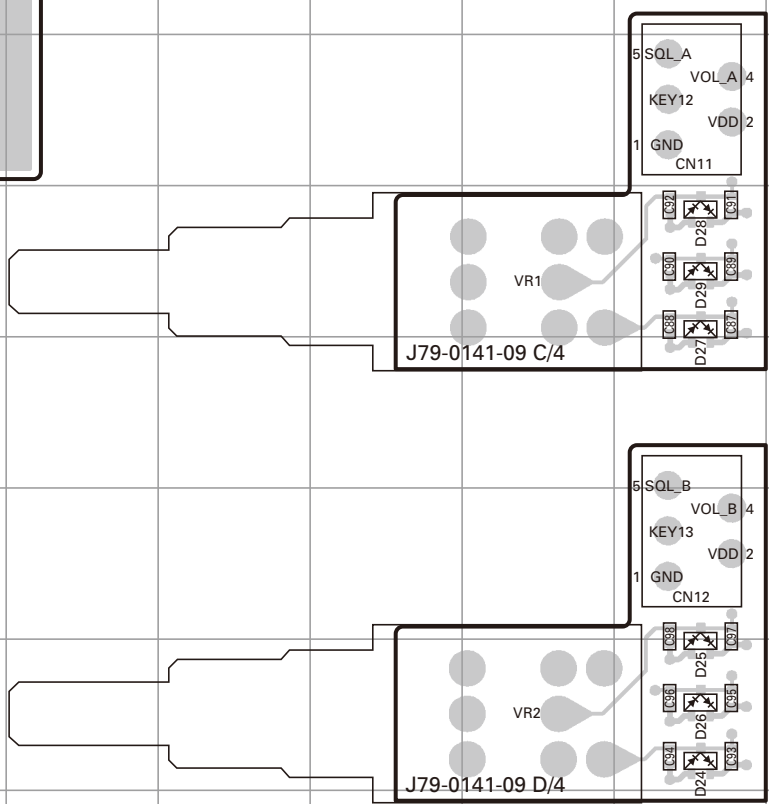 5 SQL_A
VOL_A 4
KEY12
VDD 2
1 GND
CN11
C92
D28
C91
VR1
C90
D29
C89
C88
D27
C87
J79-0141-09 C/4
5 SQL_B
VOL_B 4
KEY13
VDD 2
1 GND
CN12
C98
D25
C97
VR2
C96
D26
C95
C94
D24
C93
J79-0141-09 D/4